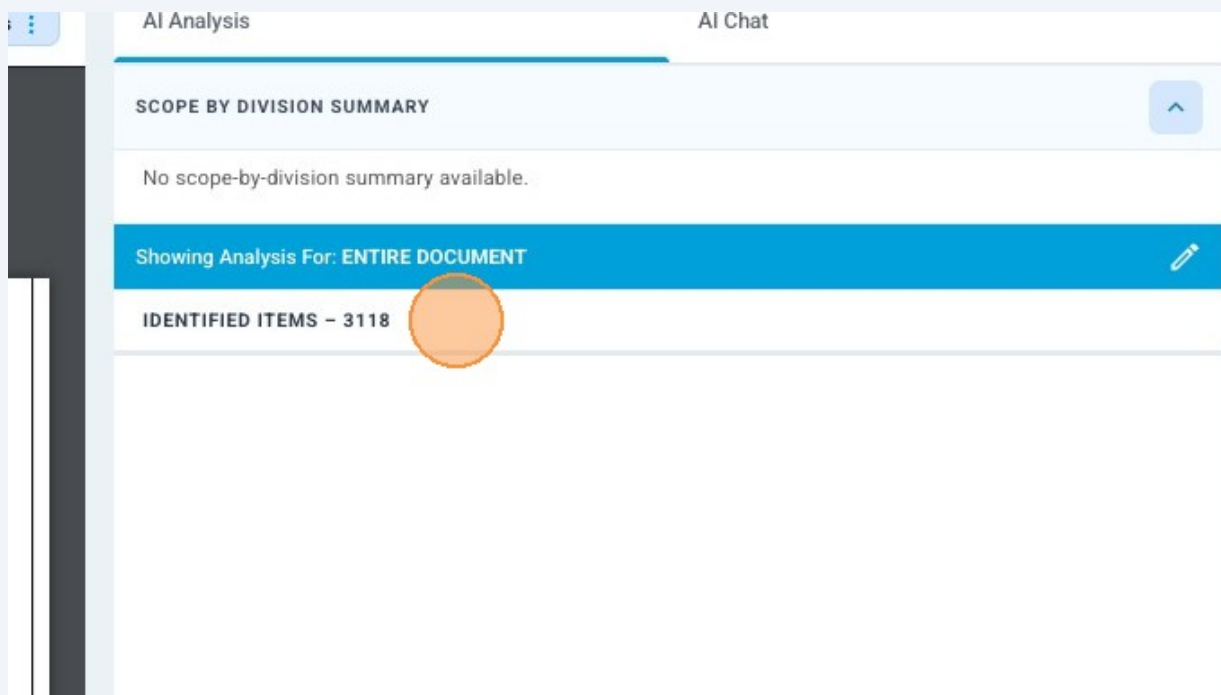 AI Analysis
AI Chat
SCOPE BY DIVISION SUMMARY
No scope-by-division summary available.
Showing Analysis For: ENTIRE DOCUMENT
IDENTIFIED ITEMS – 3118